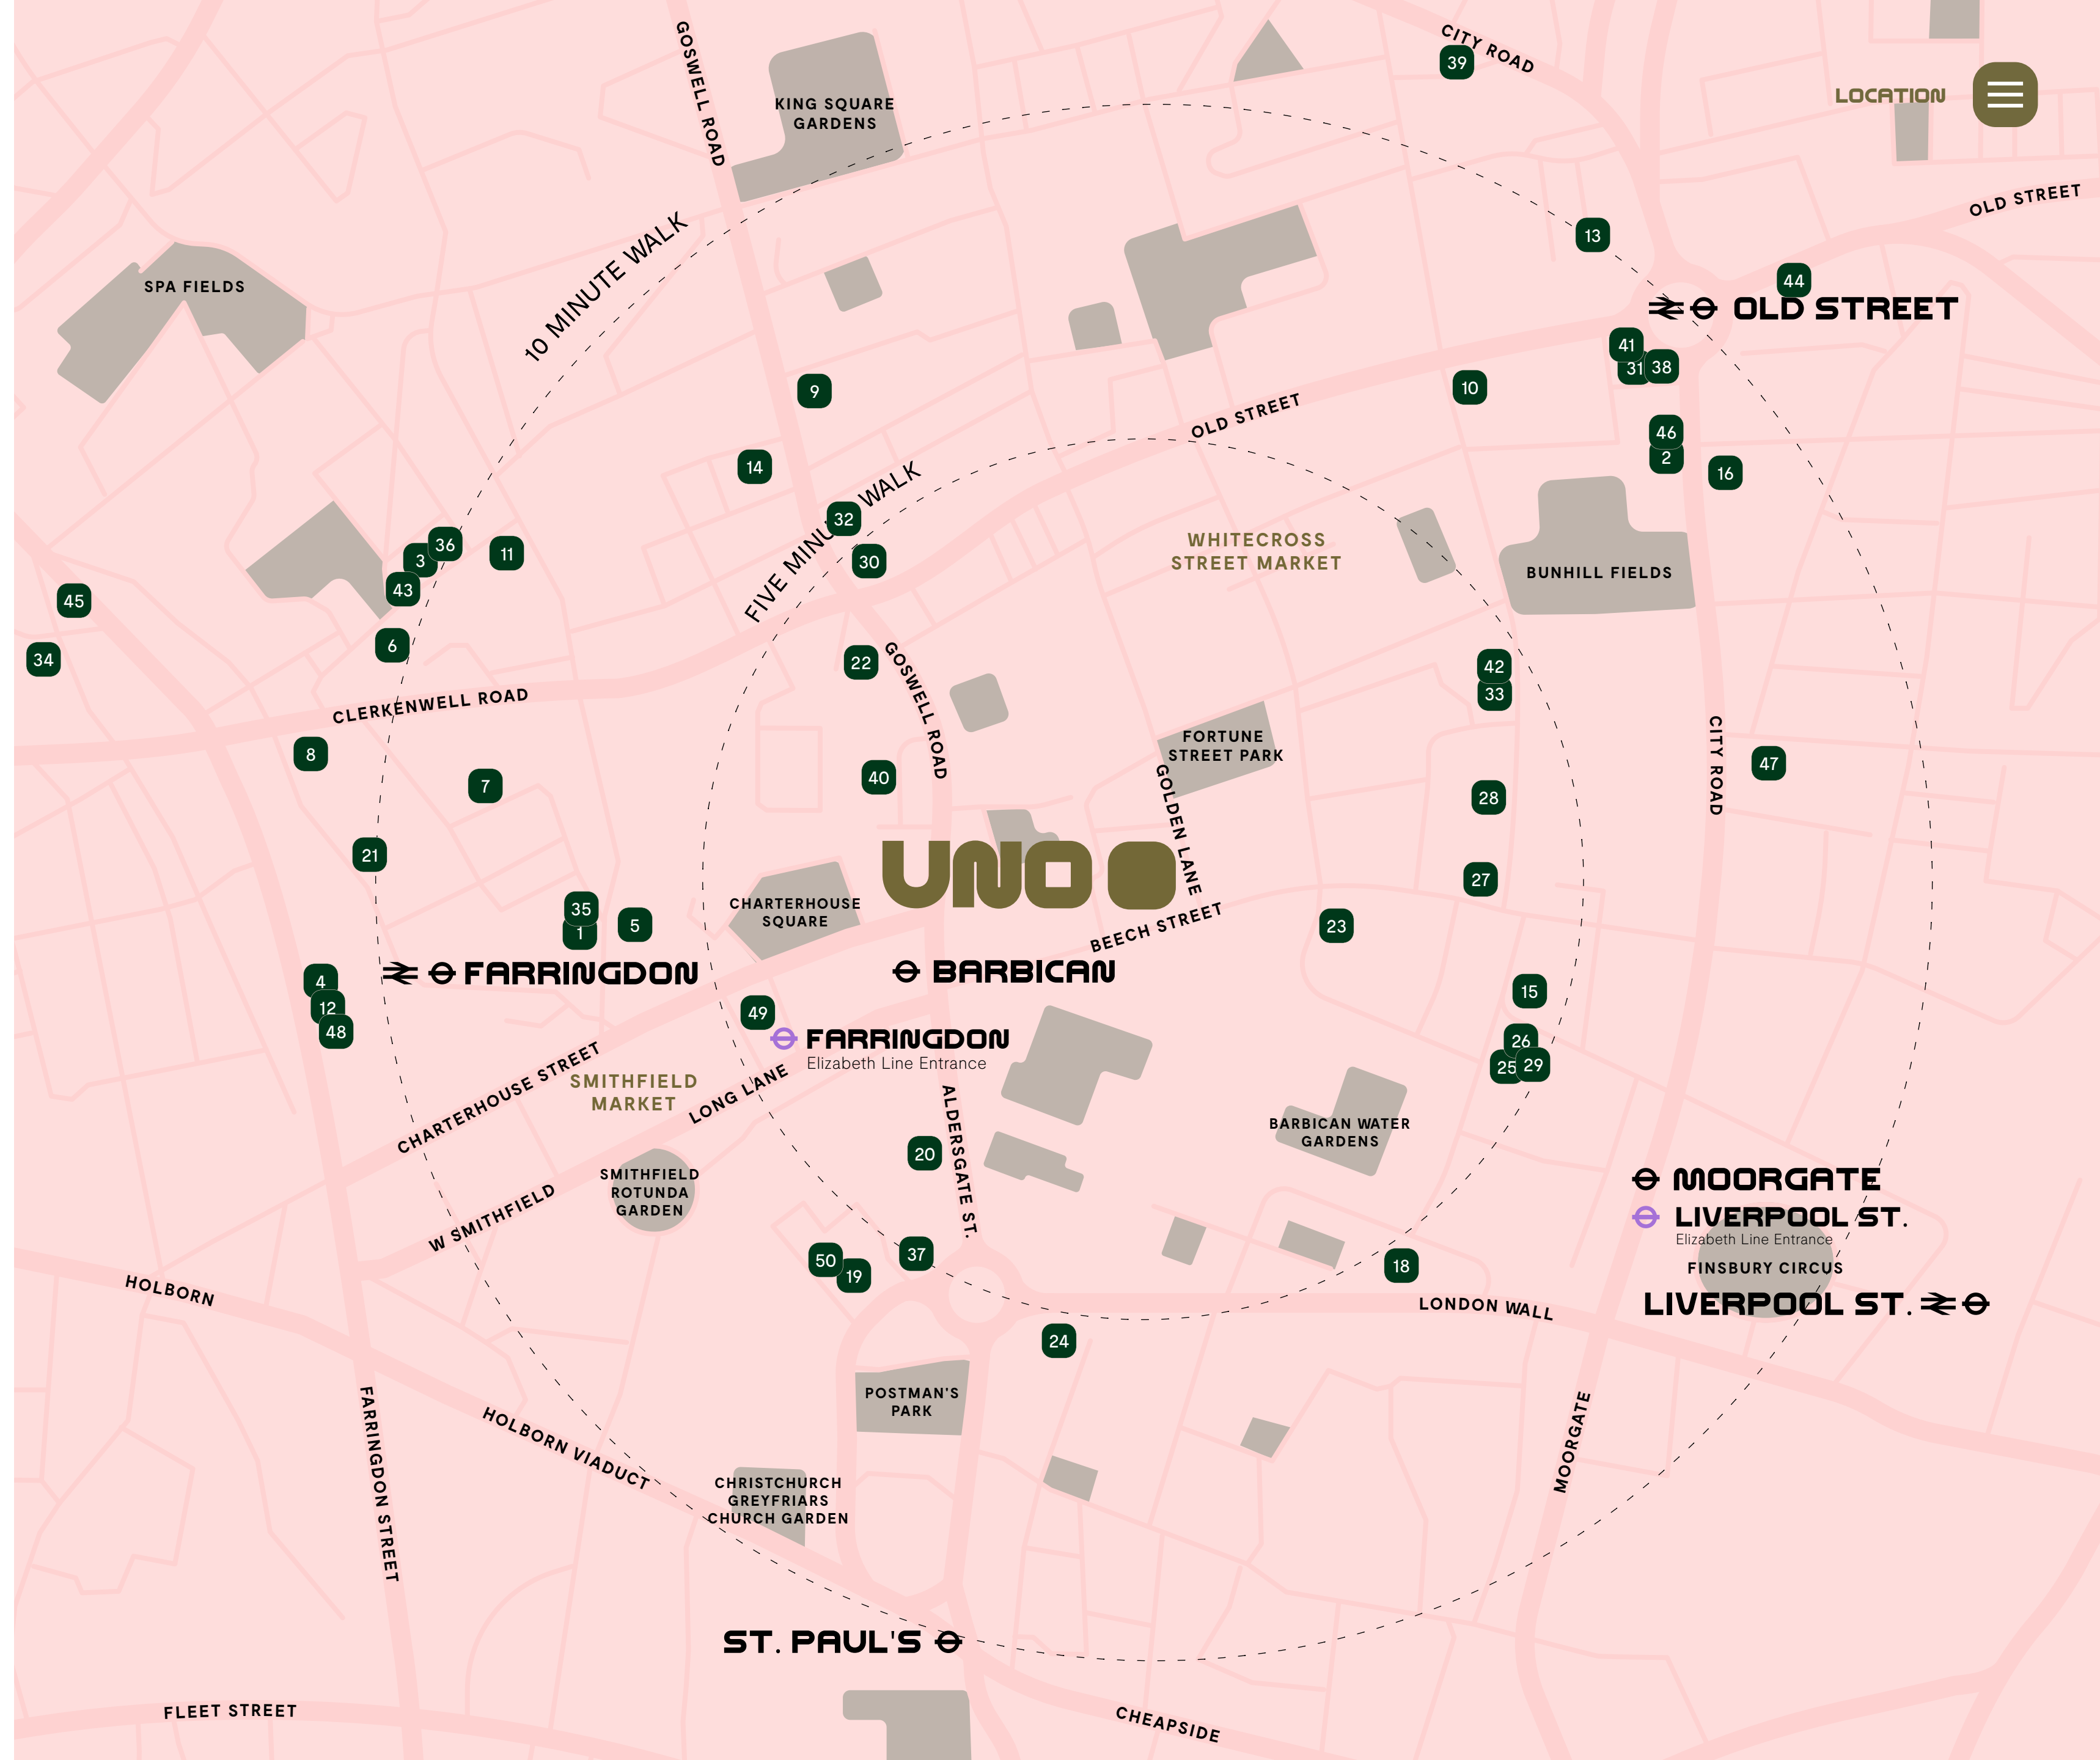 CITY ROAD
39
GOSWELL ROAD
LOCATION
KING SQUARE
GARDENS
OLD STREET
13
10 MINUTE WALK
SPA FIELDS
44
OLD STREET
41
31
38
9
10
OLD STREET
46
2
16
14
FIVE MINU
WALK
32
30
WHITECROSS
STREET MARKET
BUNHILL FIELDS
36
3
11
43
45
6
34
22
GOSWELL ROAD
42
33
CLERKENWELL ROAD
8
7
40
FORTUNE
STREET PARK
GOLDEN LANE
28
CITY ROAD
47
21
UNO
CHARTERHOUSE
SQUARE
27
35
1
5
BEECH STREET
23
FARRINGDON
BARBICAN
4
12
48
15
49
FARRINGDON
Elizabeth Line Entrance
26
25
29
CHARTERHOUSE STREET
SMITHFIELD
MARKET
LONG LANE
ALDERSGATE ST.
BARBICAN WATER
GARDENS
20
SMITHFIELD
ROTUNDA
GARDEN
W SMITHFIELD
MOORGATE
LIVERPOOL ST.
Elizabeth Line Entrance
FINSBURY CIRCUS
LIVERPOOL ST.
50
19
37
18
HOLBORN
LONDON WALL
24
POSTMAN'S
PARK
FARRINGDON STREET
HOLBORN VIADUCT
MOORGATE
CHRISTCHURCH
GREYFRIARS
CHURCH GARDEN
ST. PAUL'S
FLEET STREET
CHEAPSIDE